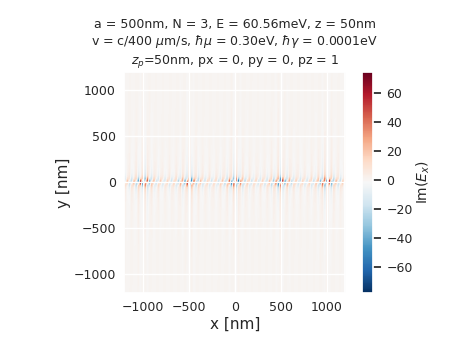 a = 500nm, N = 3, E = 60.56meV, z = 50nm
v = c/400 μm/s, ℏμ = 0.30eV, ℏγ = 0.0001eV
z_p=50nm, px = 0, py = 0, pz = 1
1000
500
0
−500
−1000
y [nm]
−1000 −500 0 500 1000
x [nm]
60
40
20
0
−20
−40
−60
Im(E_x)